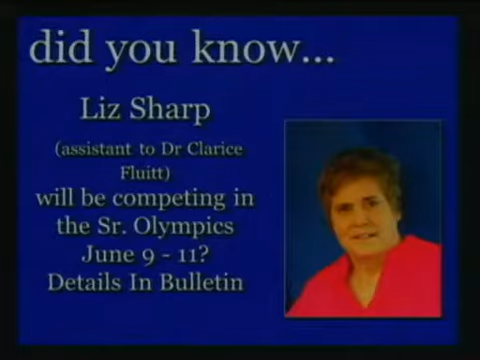 did you know...
Liz Sharp
(assistant to Dr Clarice
Fluitt)
will be competing in
the Sr. Olympics
June 9 - 11?
Details In Bulletin